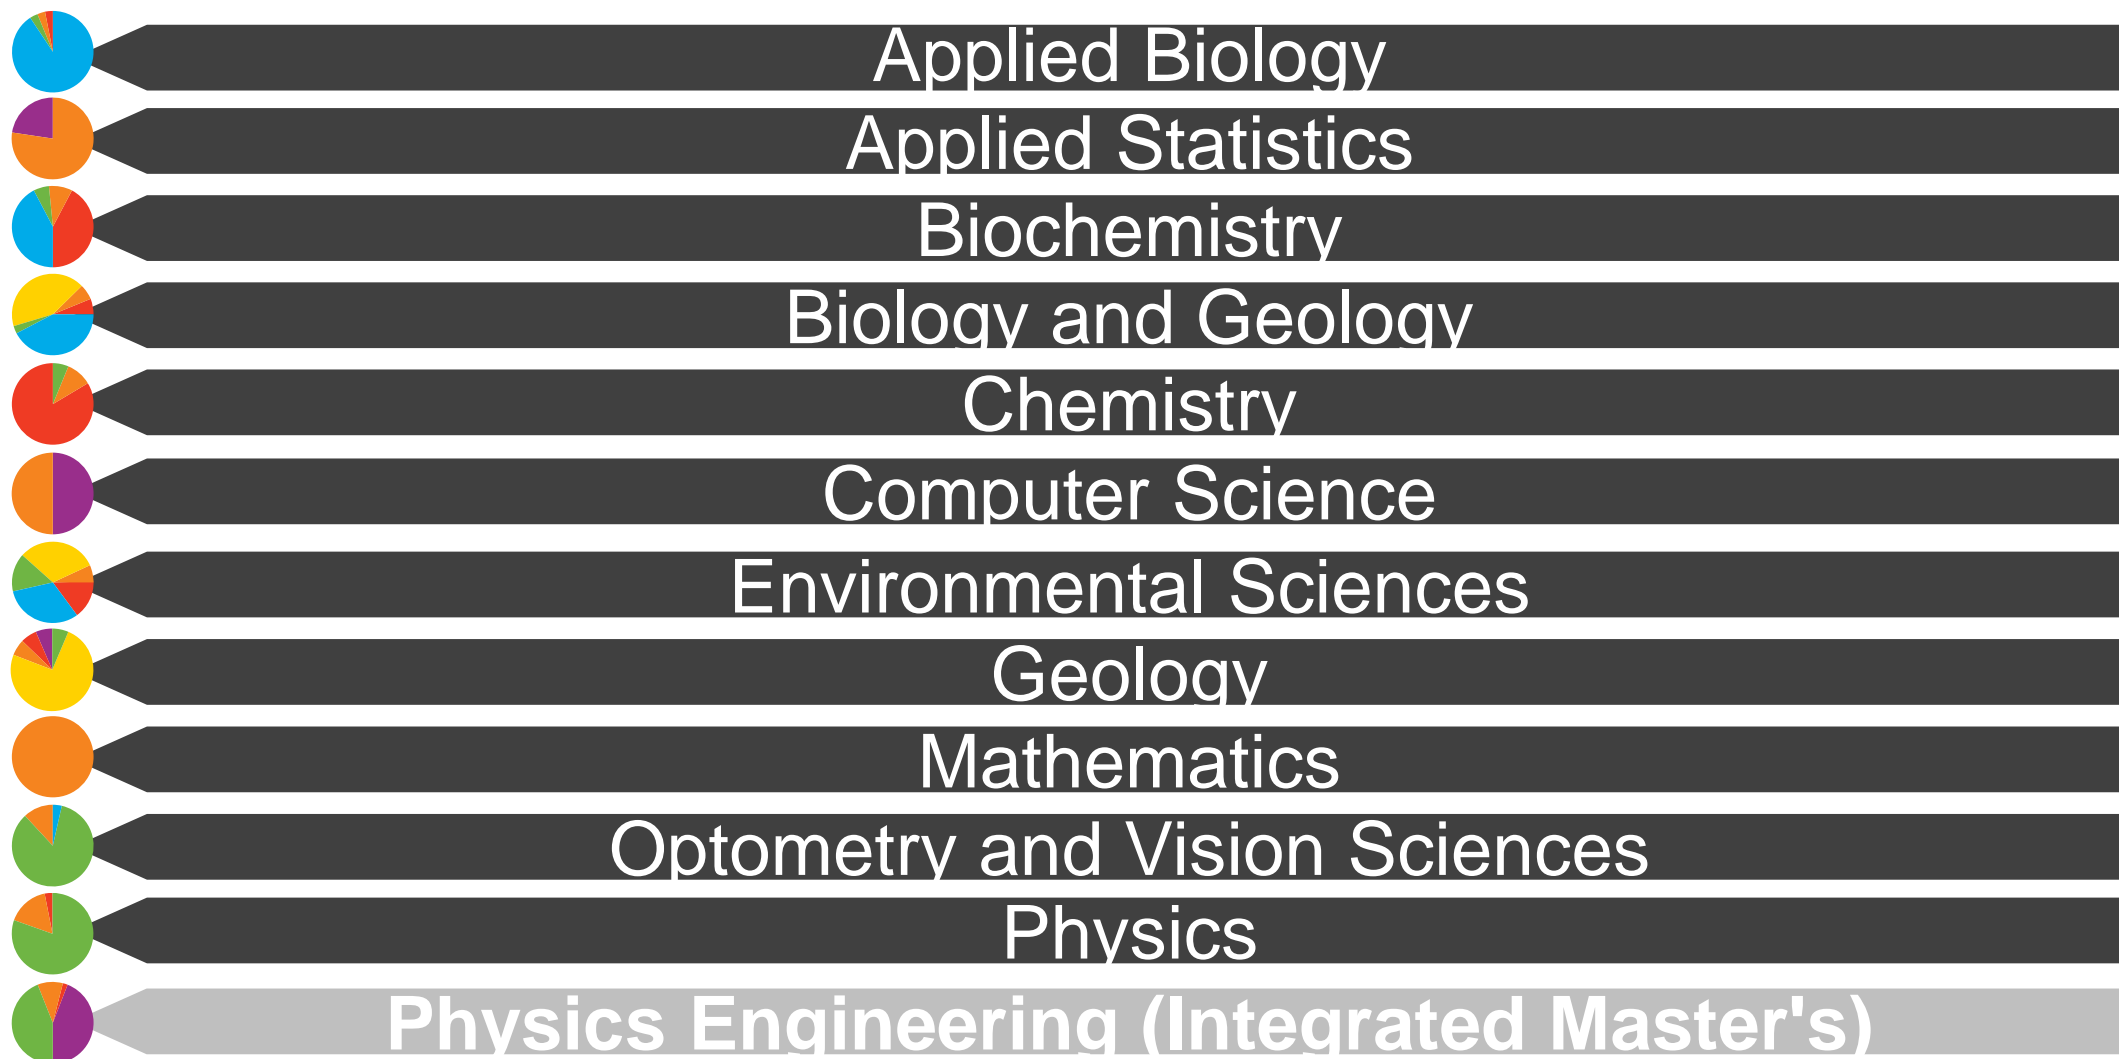 Applied Biology
Applied Statistics
Biochemistry
Biology and Geology
Chemistry
Computer Science
Environmental Sciences
Geology
Mathematics
Optometry and Vision Sciences
Physics
Physics Engineering (Integrated Master's)